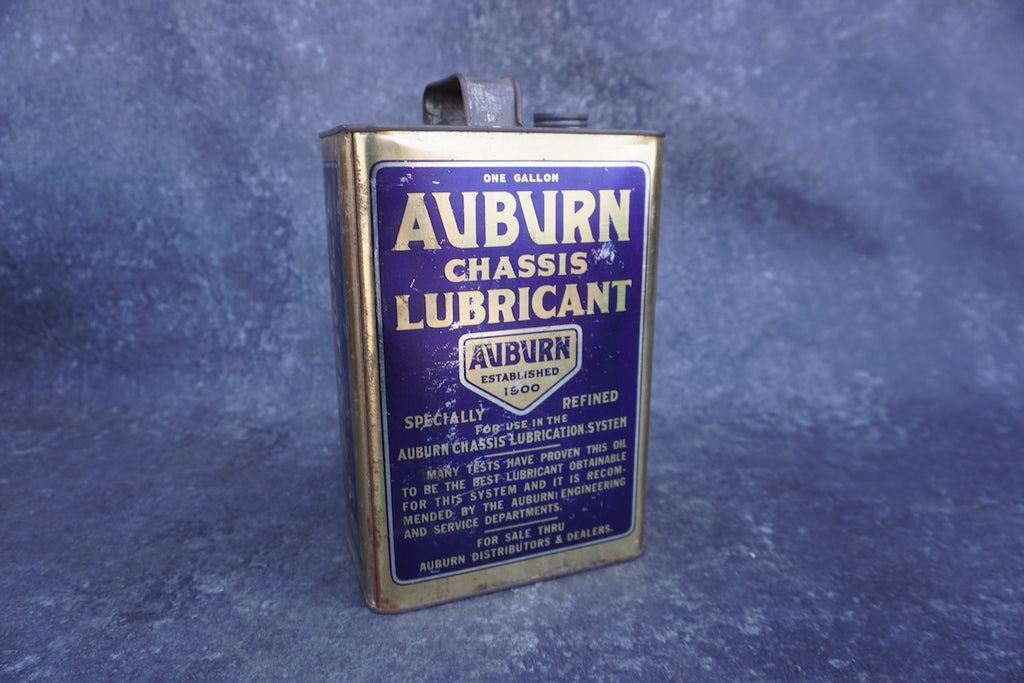 ONE GALLON
AUBURN
CHASSIS
LUBRICANT
AUBURN
ESTABLISHED
1900
SPECIALLY REFINED
FOR USE IN THE
AUBURN CHASSIS LUBRICATION SYSTEM
MANY TESTS HAVE PROVEN THIS OIL
TO BE THE BEST LUBRICANT OBTAINABLE
FOR THIS SYSTEM AND IT IS RECOM-
MENDED BY THE AUBURN ENGINEERING
AND SERVICE DEPARTMENTS.
FOR SALE THRU
AUBURN DISTRIBUTORS & DEALERS.